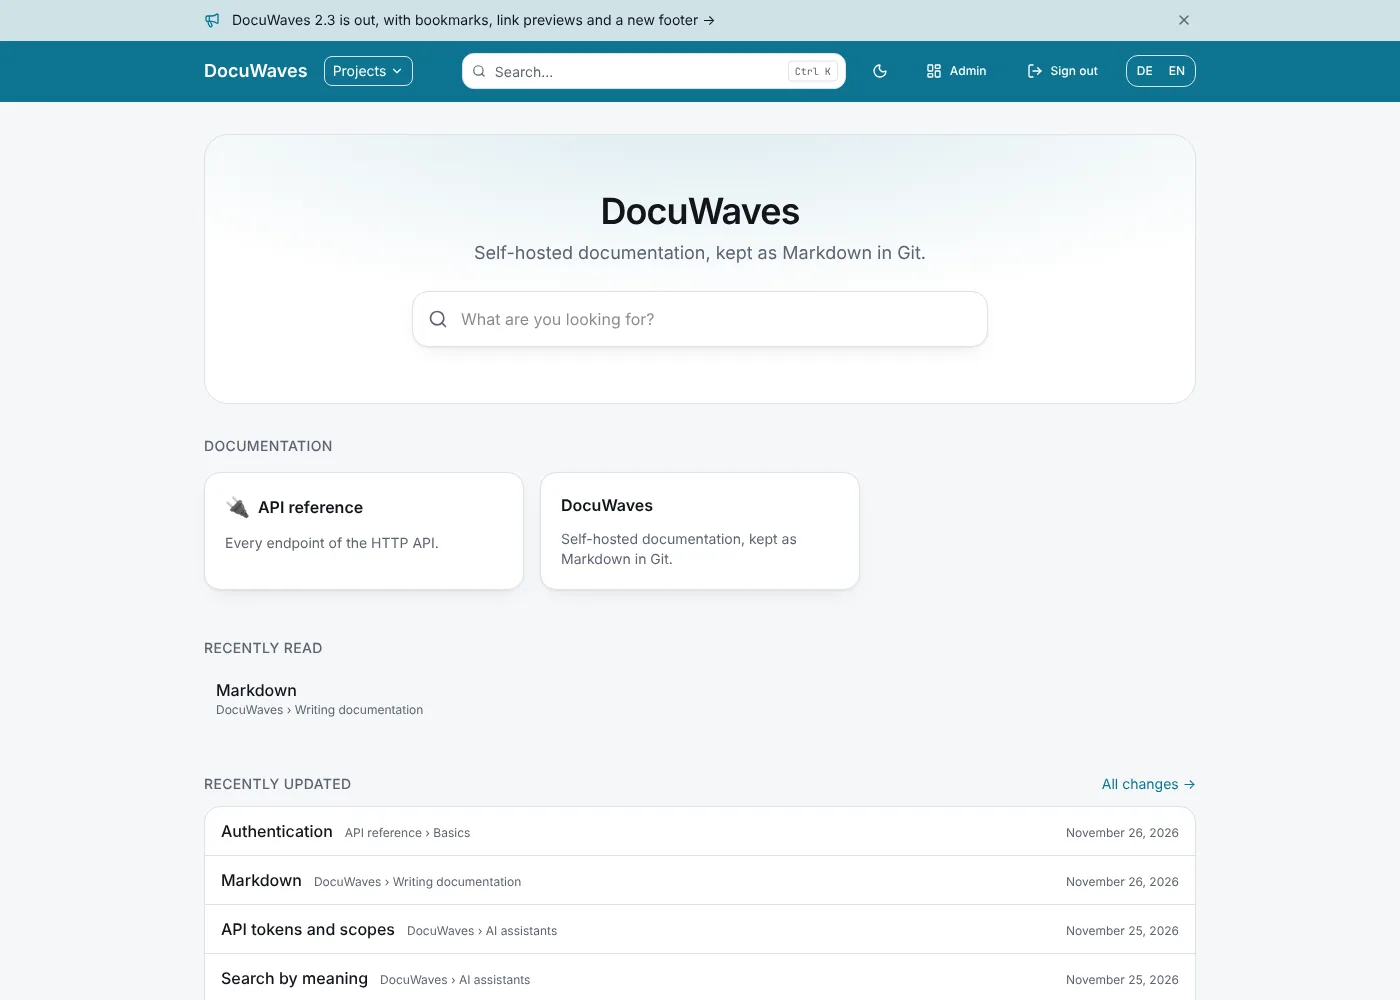 DocuWaves 2.3 is out, with bookmarks, link previews and a new footer →
DocuWaves
Projects
Search...
Ctrl K
Admin
Sign out
DE
EN
DocuWaves
Self-hosted documentation, kept as Markdown in Git.
What are you looking for?
DOCUMENTATION
API reference
Every endpoint of the HTTP API.
DocuWaves
Self-hosted documentation, kept as
Markdown in Git.
RECENTLY READ
Markdown
DocuWaves › Writing documentation
RECENTLY UPDATED
All changes →
Authentication API reference › Basics November 26, 2026
Markdown DocuWaves › Writing documentation November 26, 2026
API tokens and scopes DocuWaves › AI assistants November 25, 2026
Search by meaning DocuWaves › AI assistants November 25, 2026